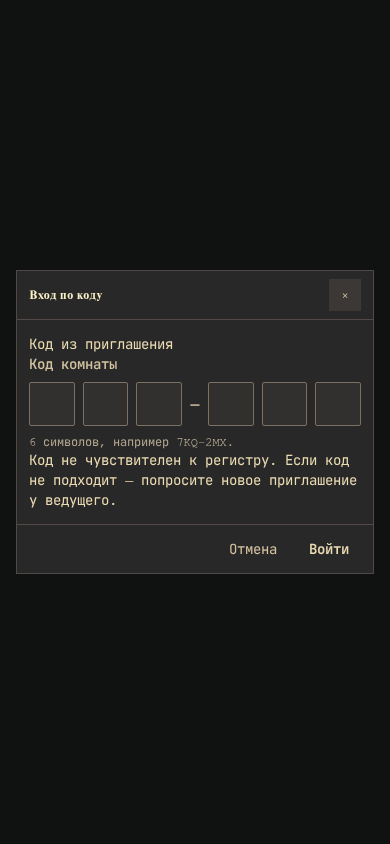 Вход по коду
×
Код из приглашения
Код комнаты
—
6 символов, например 7KQ-2MX.
Код не чувствителен к регистру. Если код
не подходит — попросите новое приглашение
у ведущего.
Отмена Войти